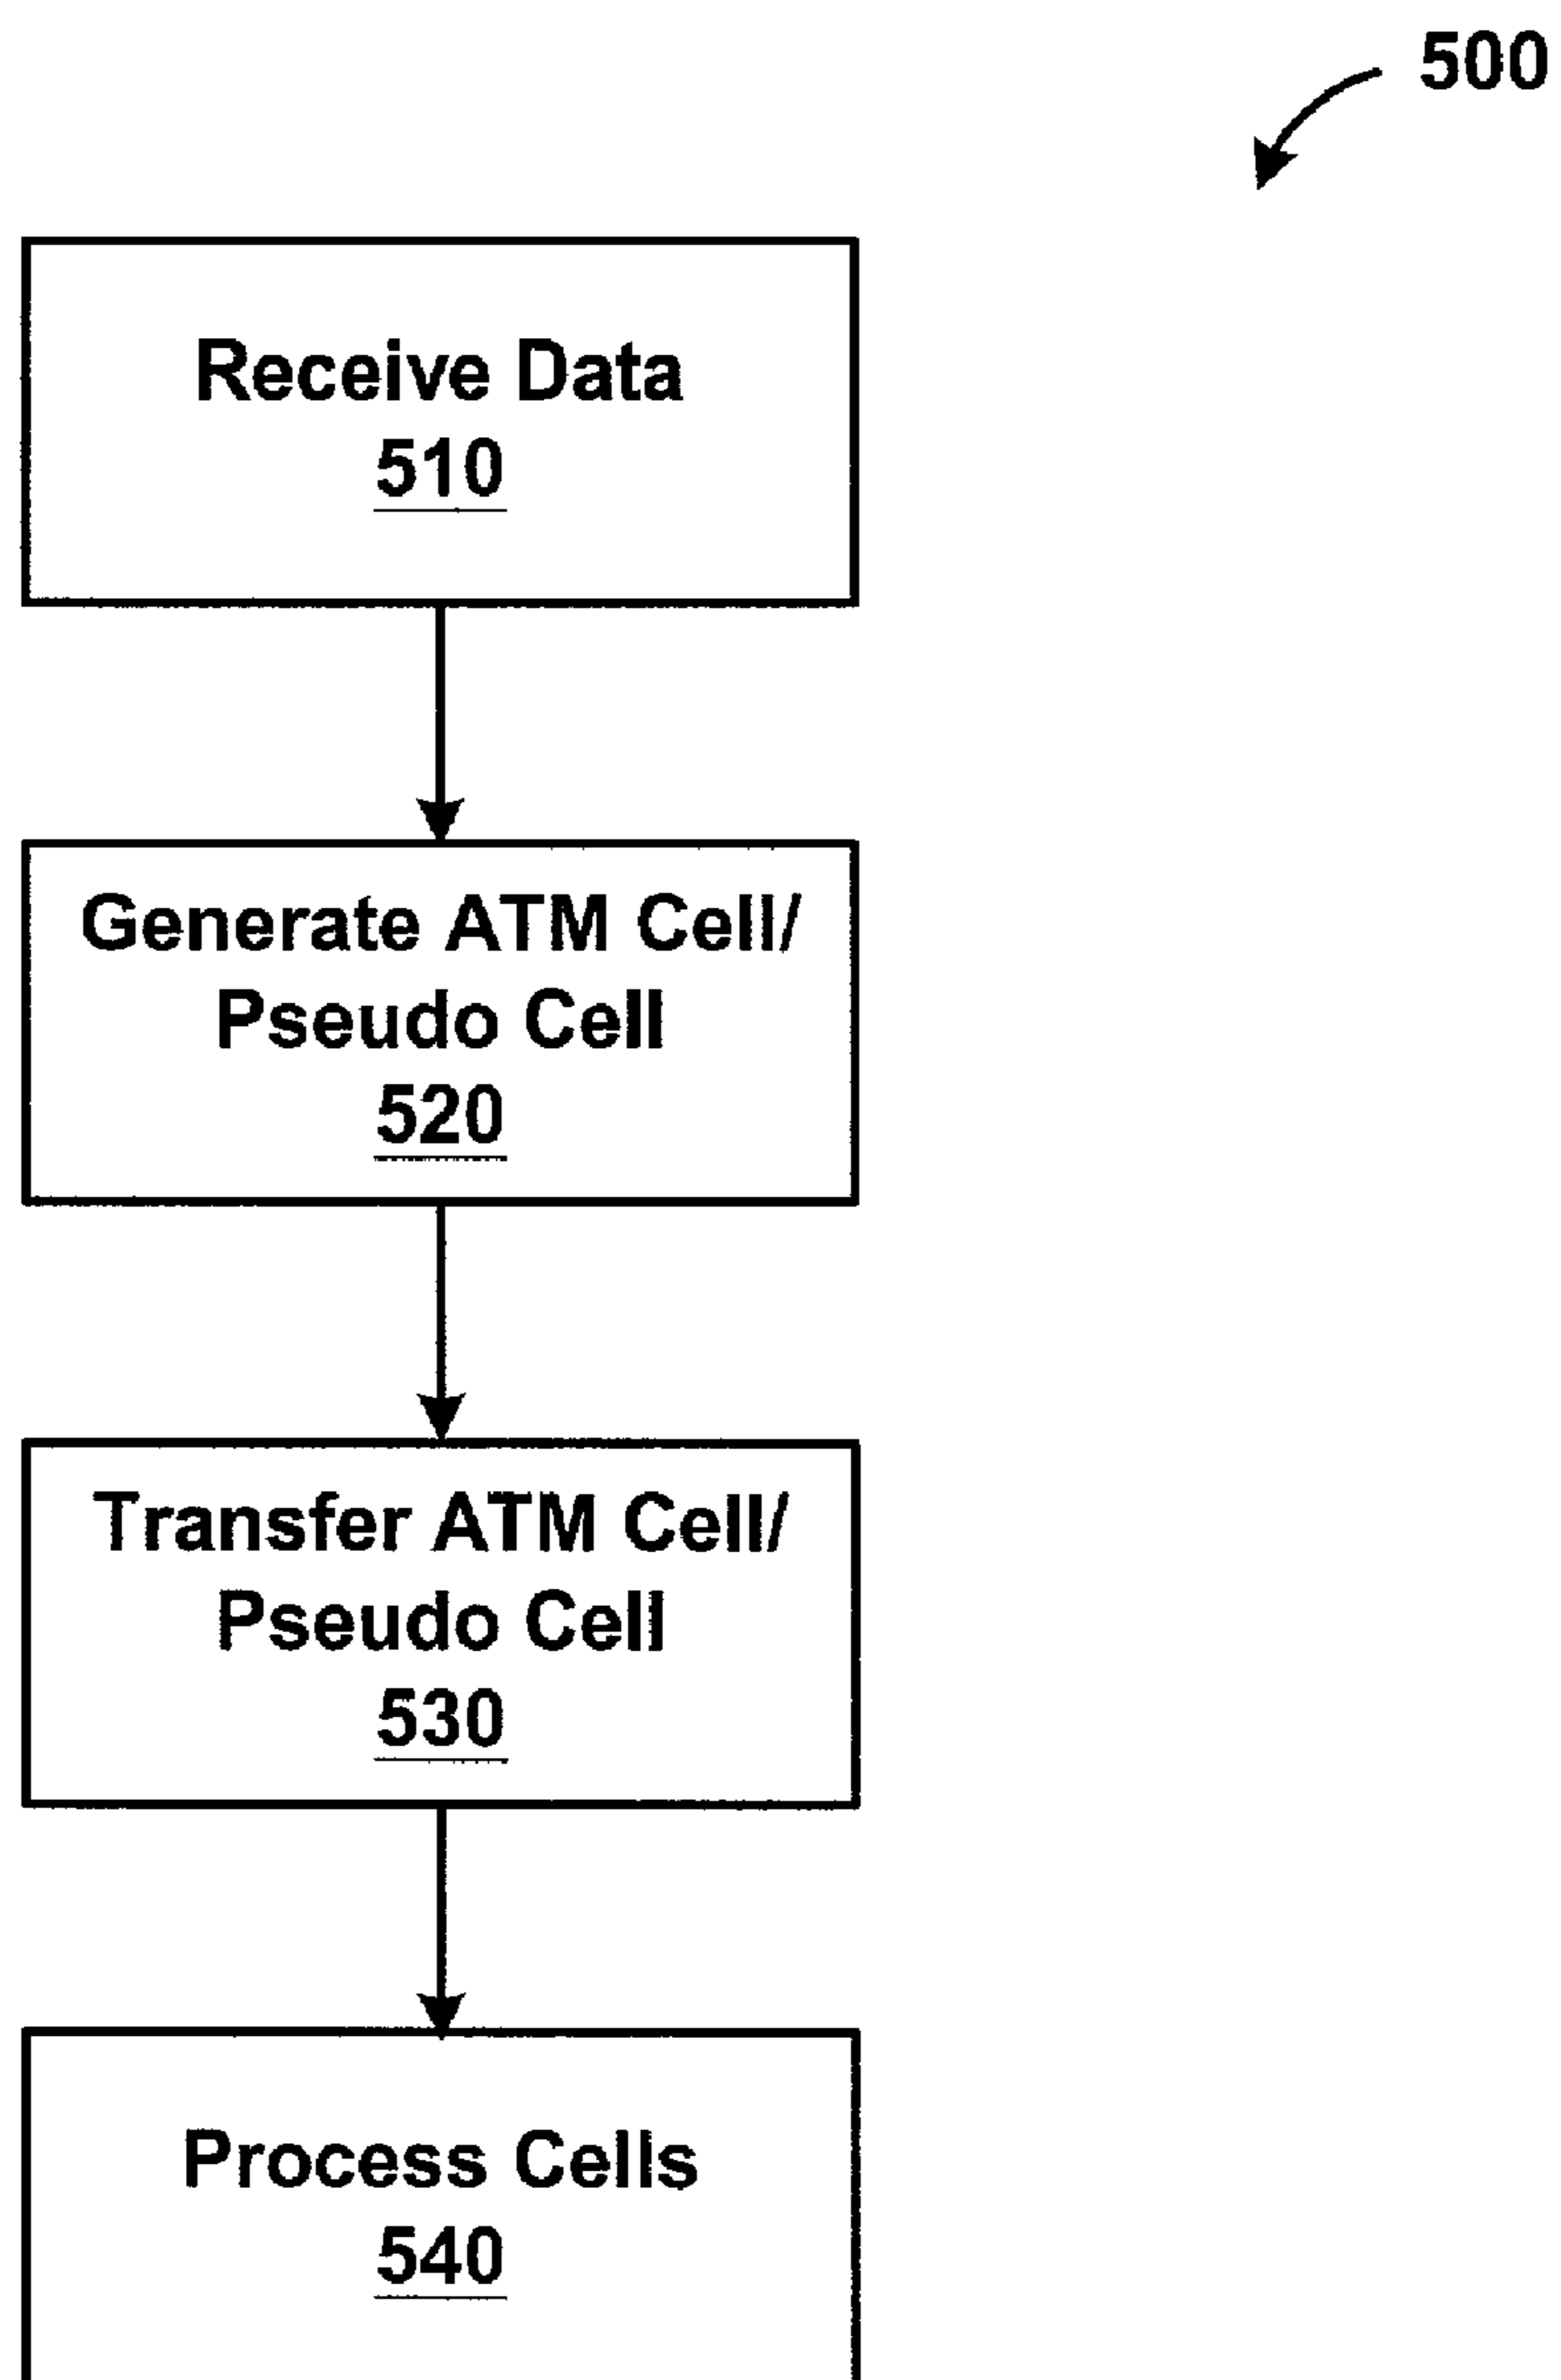 500
Receive Data
510
Generate ATM Cell/
Pseudo Cell
520
Transfer ATM Cell/
Pseudo Cell
530
Process Cells
540